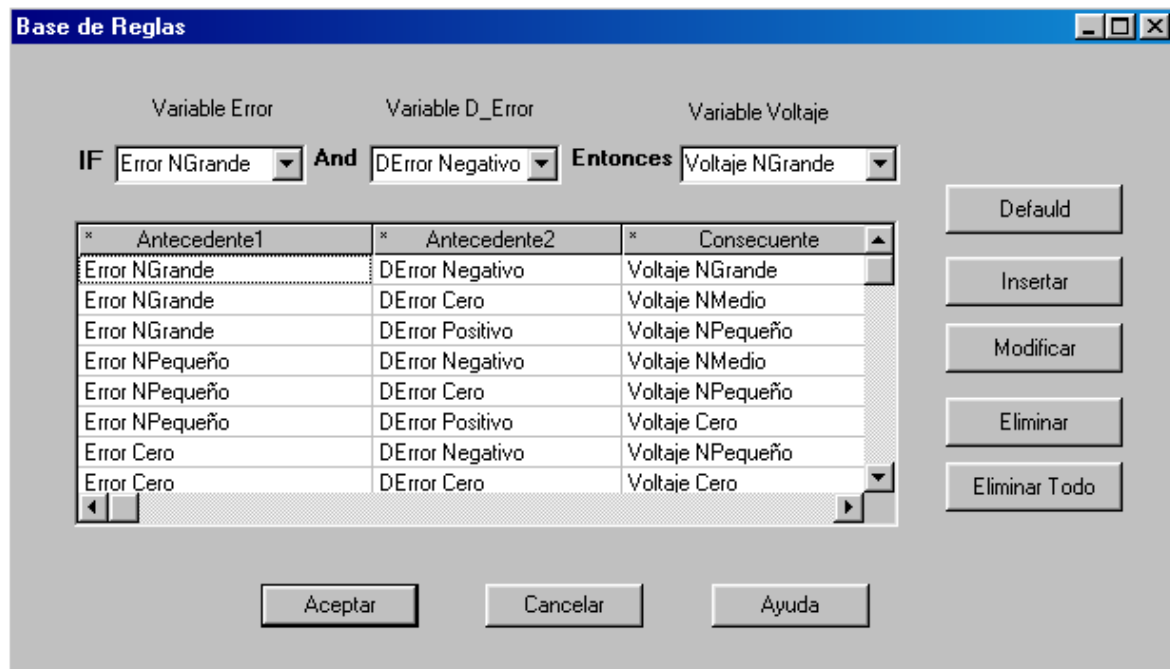 Base de Reglas
Variable Error Variable D_Error Variable Voltaje
IF Error NGrande And DError Negativo Entonces Voltaje NGrande
Defauld
* Antecedente1 * Antecedente2 * Consecuente
Error NGrande DError Negativo Voltaje NGrande
Insertar
Error NGrande DError Cero Voltaje NMedio
Error NGrande DError Positivo Voltaje NPequeño
Modificar
Error NPequeño DError Negativo Voltaje NMedio
Error NPequeño DError Cero Voltaje NPequeño
Error NPequeño DError Positivo Voltaje Cero
Eliminar
Error Cero DError Negativo Voltaje NPequeño
Error Cero DError Cero Voltaje Cero
Eliminar Todo
Aceptar Cancelar Ayuda